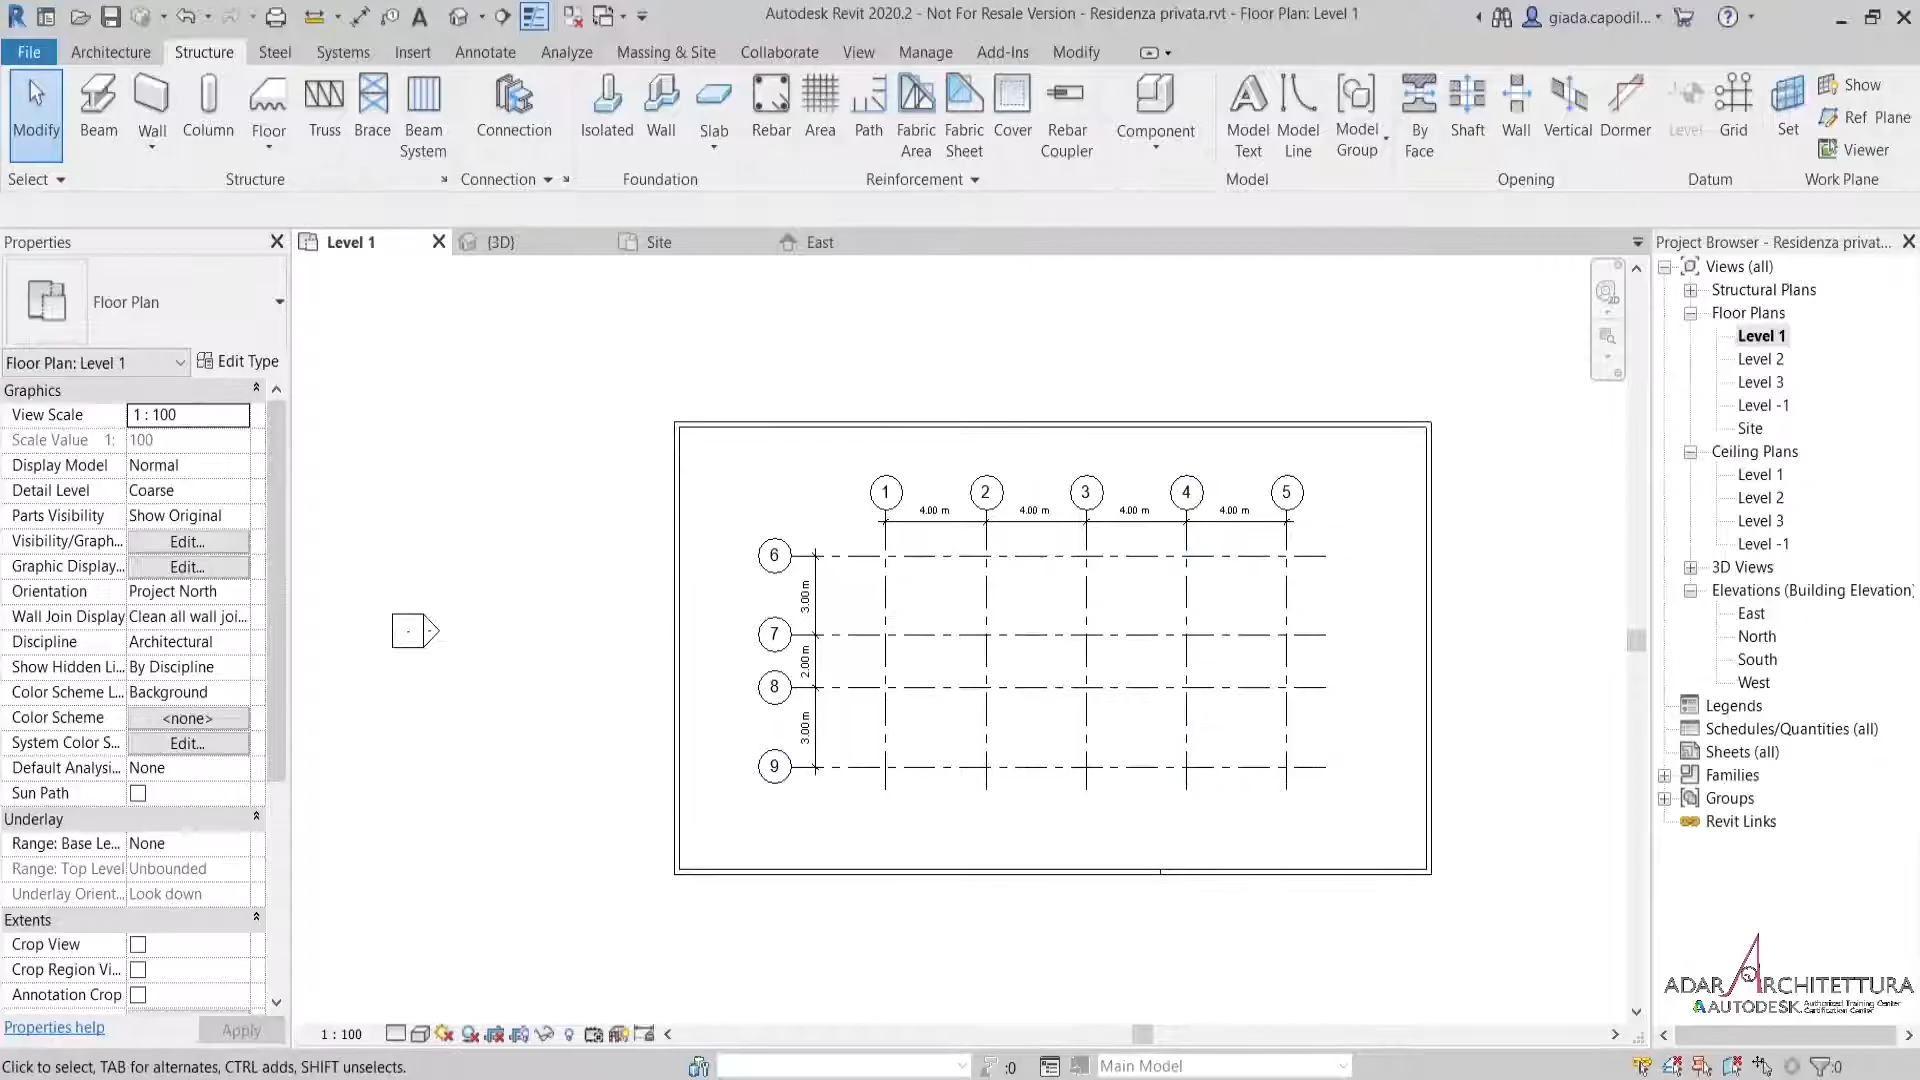 Autodesk Revit 2020.2 - Not For Resale Version - Residenza privata.rvt - Floor Plan: Level 1
giada.capodil...
File Architecture Structure Steel Systems Insert Annotate Analyze Massing & Site Collaborate View Manage Add-Ins Modify
Modify Beam Wall Column Floor Truss Brace Beam System Connection Isolated Wall Slab Rebar Area Path Fabric Area Fabric Sheet Cover Rebar Coupler Component Model Text Model Line Model Group By Face Shaft Wall Vertical Dormer Level Grid Set
Show
Ref Plane
Viewer
Select Structure Connection Foundation Reinforcement Model Opening Datum Work Plane
Properties
Floor Plan
Floor Plan: Level 1 Edit Type
Graphics
View Scale 1 : 100
Scale Value 1: 100
Display Model Normal
Detail Level Coarse
Parts Visibility Show Original
Visibility/Graph... Edit...
Graphic Display... Edit...
Orientation Project North
Wall Join Display Clean all wall joi...
Discipline Architectural
Show Hidden Li... By Discipline
Color Scheme L... Background
Color Scheme <none>
System Color S... Edit...
Default Analysi... None
Sun Path
Underlay
Range: Base Le... None
Range: Top Level Unbounded
Underlay Orient... Look down
Extents
Crop View
Crop Region Vi...
Annotation Crop
Properties help Apply
Level 1 {3D} Site East
1 2 3 4 5
4.00 m 4.00 m 4.00 m 4.00 m
6
3.00 m
7
2.00 m
8
3.00 m
9
1 : 100
Project Browser - Residenza privat...
Views (all)
Structural Plans
Floor Plans
Level 1
Level 2
Level 3
Level -1
Site
Ceiling Plans
Level 1
Level 2
Level 3
Level -1
3D Views
Elevations (Building Elevation)
East
North
South
West
Legends
Schedules/Quantities (all)
Sheets (all)
Families
Groups
Revit Links
ADARARCHITETTURA
AUTODESK. Authorized Training Center
Certification Center
Click to select, TAB for alternates, CTRL adds, SHIFT unselects.
:0
Main Model
:0